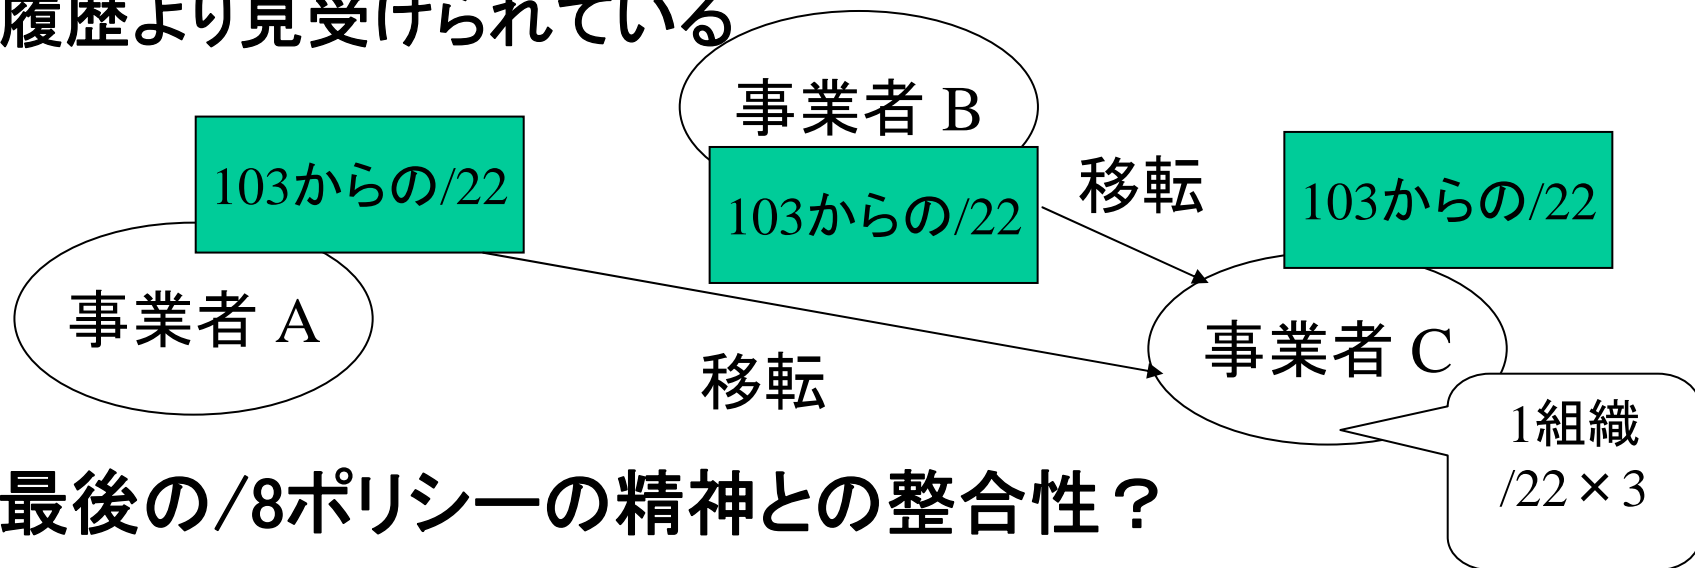 履歴より見受けられている
事業者 B
103からの/22
103からの/22
移転
103からの/22
事業者 A
事業者 C
移転
1組織
/22×3
最後の/8ポリシーの精神との整合性？